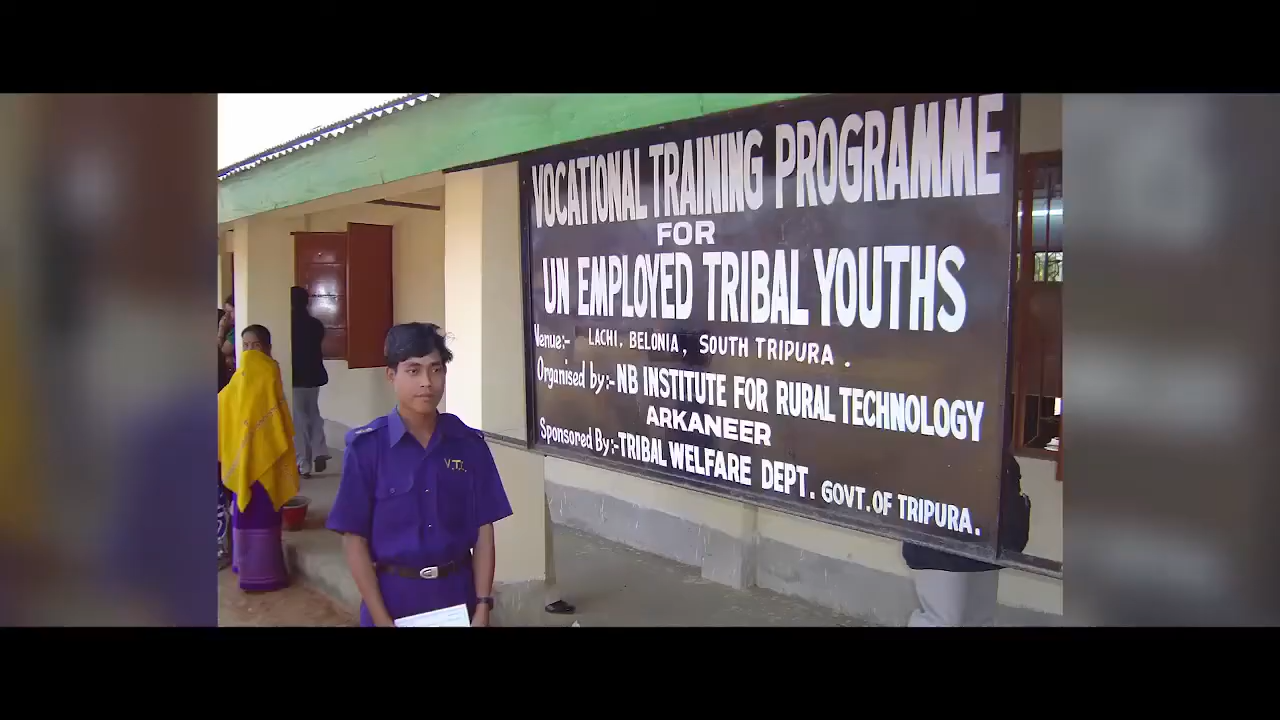 VOCATIONAL TRAINING PROGRAMME
FOR
UN EMPLOYED TRIBAL YOUTHS
Venue:- LACHI, BELONIA, SOUTH TRIPURA.
Organised by:-NB INSTITUTE FOR RURAL TECHNOLOGY
ARKANEER
Sponsored By:-TRIBAL WELFARE DEPT. GOVT.OF TRIPURA.
V.T.I.